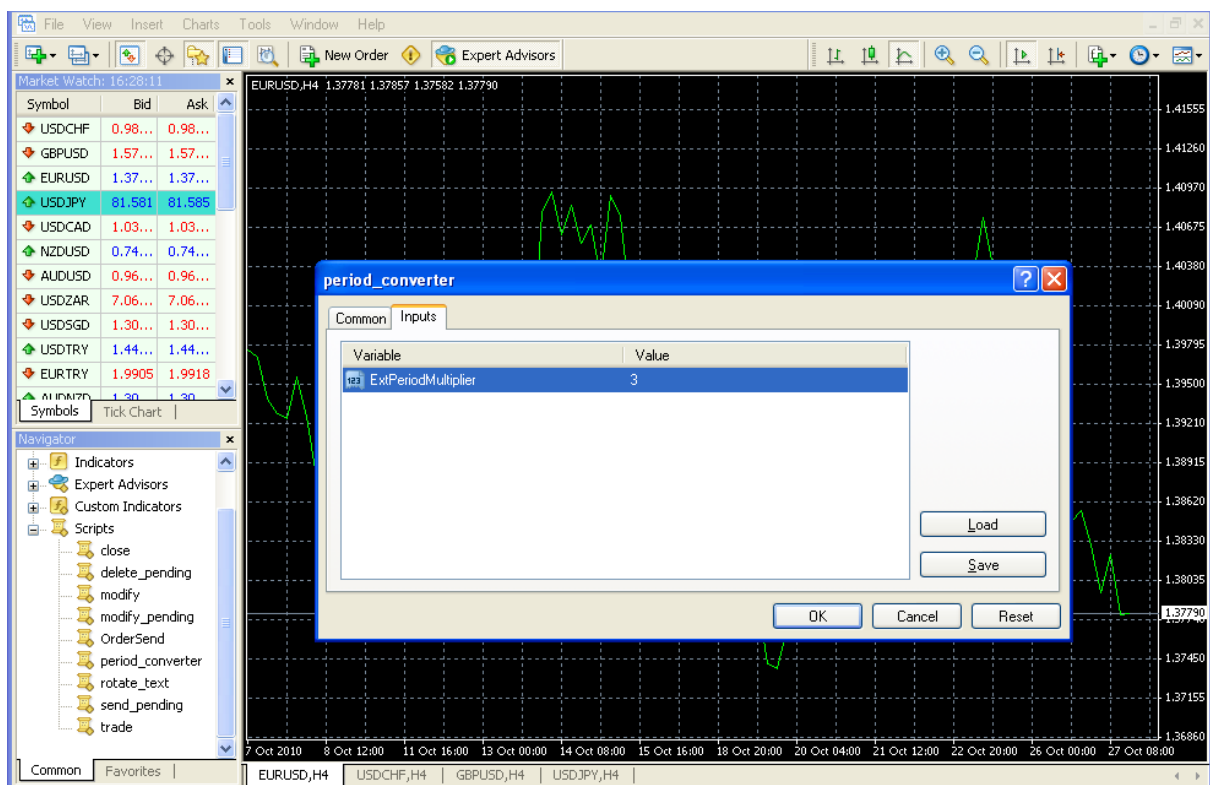 File View Insert Charts Tools Window Help
New Order Expert Advisors
Market Watch: 16:28:11
Symbol Bid Ask
USDCHF 0.98... 0.98...
GBPUSD 1.57... 1.57...
EURUSD 1.37... 1.37...
USDJPY 81.581 81.585
USDCAD 1.03... 1.03...
NZDUSD 0.74... 0.74...
AUDUSD 0.96... 0.96...
USDZAR 7.06... 7.06...
USDSGD 1.30... 1.30...
USDTRY 1.44... 1.44...
EURTRY 1.9905 1.9918
AUDNZD 1.30 1.30
Symbols Tick Chart
Navigator
Indicators
Expert Advisors
Custom Indicators
Scripts
close
delete_pending
modify
modify_pending
OrderSend
period_converter
rotate_text
send_pending
trade
Common Favorites
EURUSD,H4 1.37781 1.37857 1.37582 1.37790
1.41555
1.41260
1.40970
1.40675
1.40380
1.40090
1.39795
1.39500
1.39210
1.38915
1.38620
1.38330
1.38035
1.37790
1.37450
1.37155
1.36860
period_converter
Common Inputs
Variable Value
123 ExtPeriodMultiplier 3
Load
Save
OK Cancel Reset
7 Oct 2010 8 Oct 12:00 11 Oct 16:00 13 Oct 00:00 14 Oct 08:00 15 Oct 16:00 18 Oct 20:00 20 Oct 04:00 21 Oct 12:00 22 Oct 20:00 26 Oct 00:00 27 Oct 08:00
EURUSD,H4 USDCHF,H4 GBPUSD,H4 USDJPY,H4